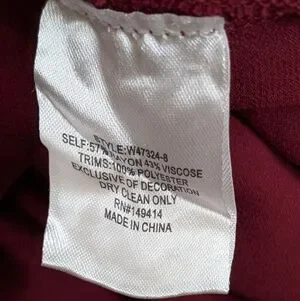 STYLE:W47324-8
SELF:57% RAYON 43% VISCOSE
TRIMS:100% POLYESTER
EXCLUSIVE OF DECORATION
DRY CLEAN ONLY
RN#149414
MADE IN CHINA